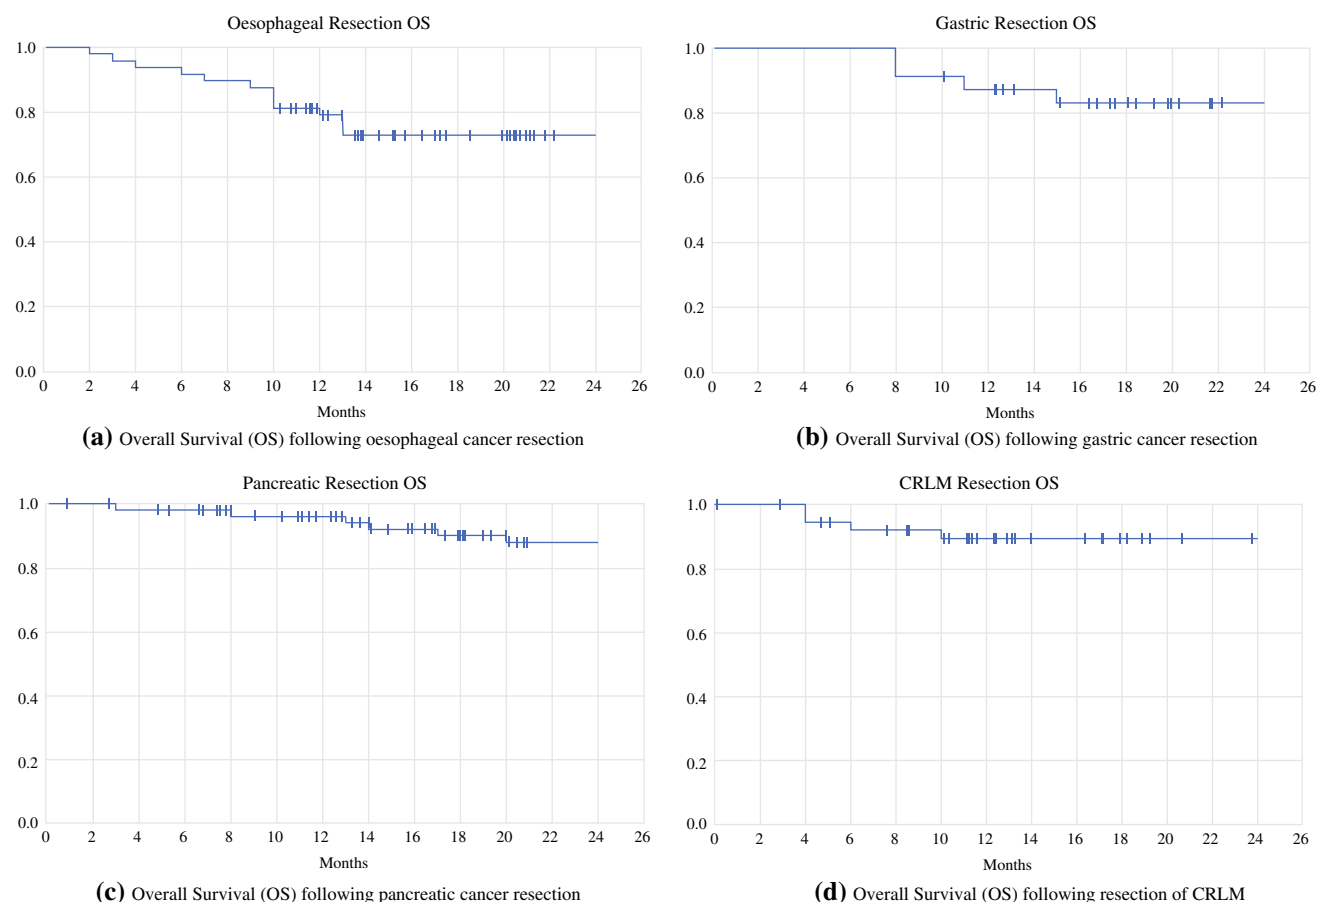 Oesophageal Resection OS
1.0
0.8
0.6
0.4
0.2
0.0
0 2 4 6 8 10 12 14 16 18 20 22 24 26
Months
(a) Overall Survival (OS) following oesophageal cancer resection
Gastric Resection OS
1.0
0.8
0.6
0.4
0.2
0.0
0 2 4 6 8 10 12 14 16 18 20 22 24 26
Months
(b) Overall Survival (OS) following gastric cancer resection
Pancreatic Resection OS
1.0
0.8
0.6
0.4
0.2
0.0
0 2 4 6 8 10 12 14 16 18 20 22 24 26
Months
(c) Overall Survival (OS) following pancreatic cancer resection
CRLM Resection OS
1.0
0.8
0.6
0.4
0.2
0.0
0 2 4 6 8 10 12 14 16 18 20 22 24 26
Months
(d) Overall Survival (OS) following resection of CRLM